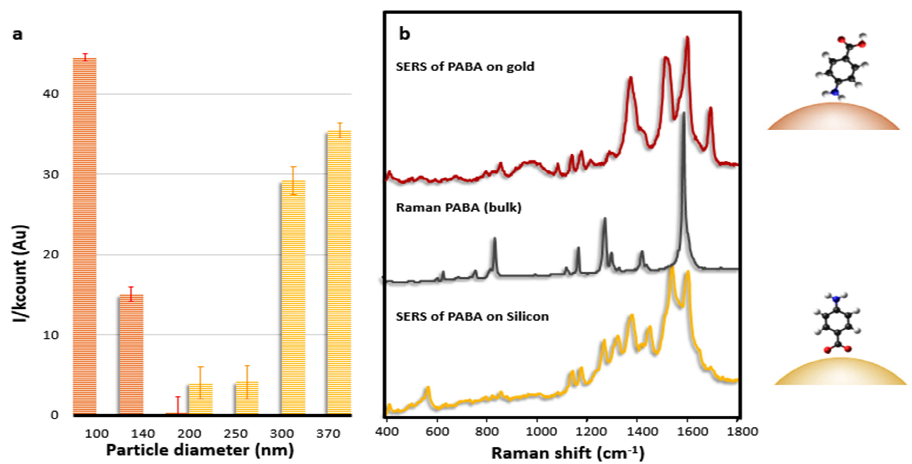 a
I/kcount (Au)
40
30
20
10
0
100 140 200 250 300 370
Particle diameter (nm)
b
SERS of PABA on gold
Raman PABA (bulk)
SERS of PABA on Silicon
400 600 800 1000 1200 1400 1600 1800
Raman shift (cm⁻¹)